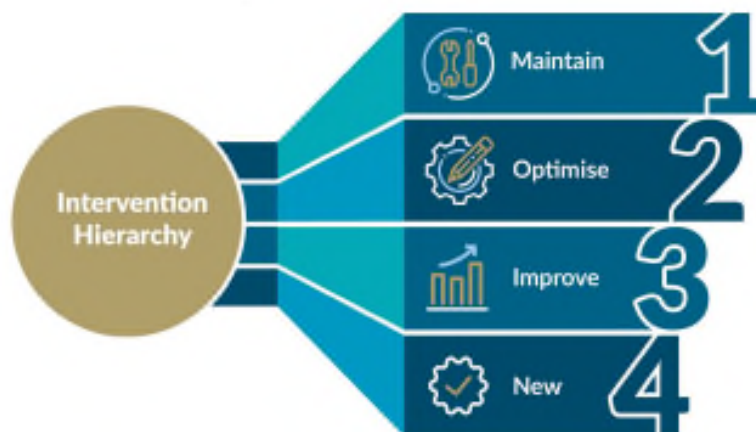 Intervention
Hierarchy
Maintain 1
Optimise 2
Improve 3
New 4